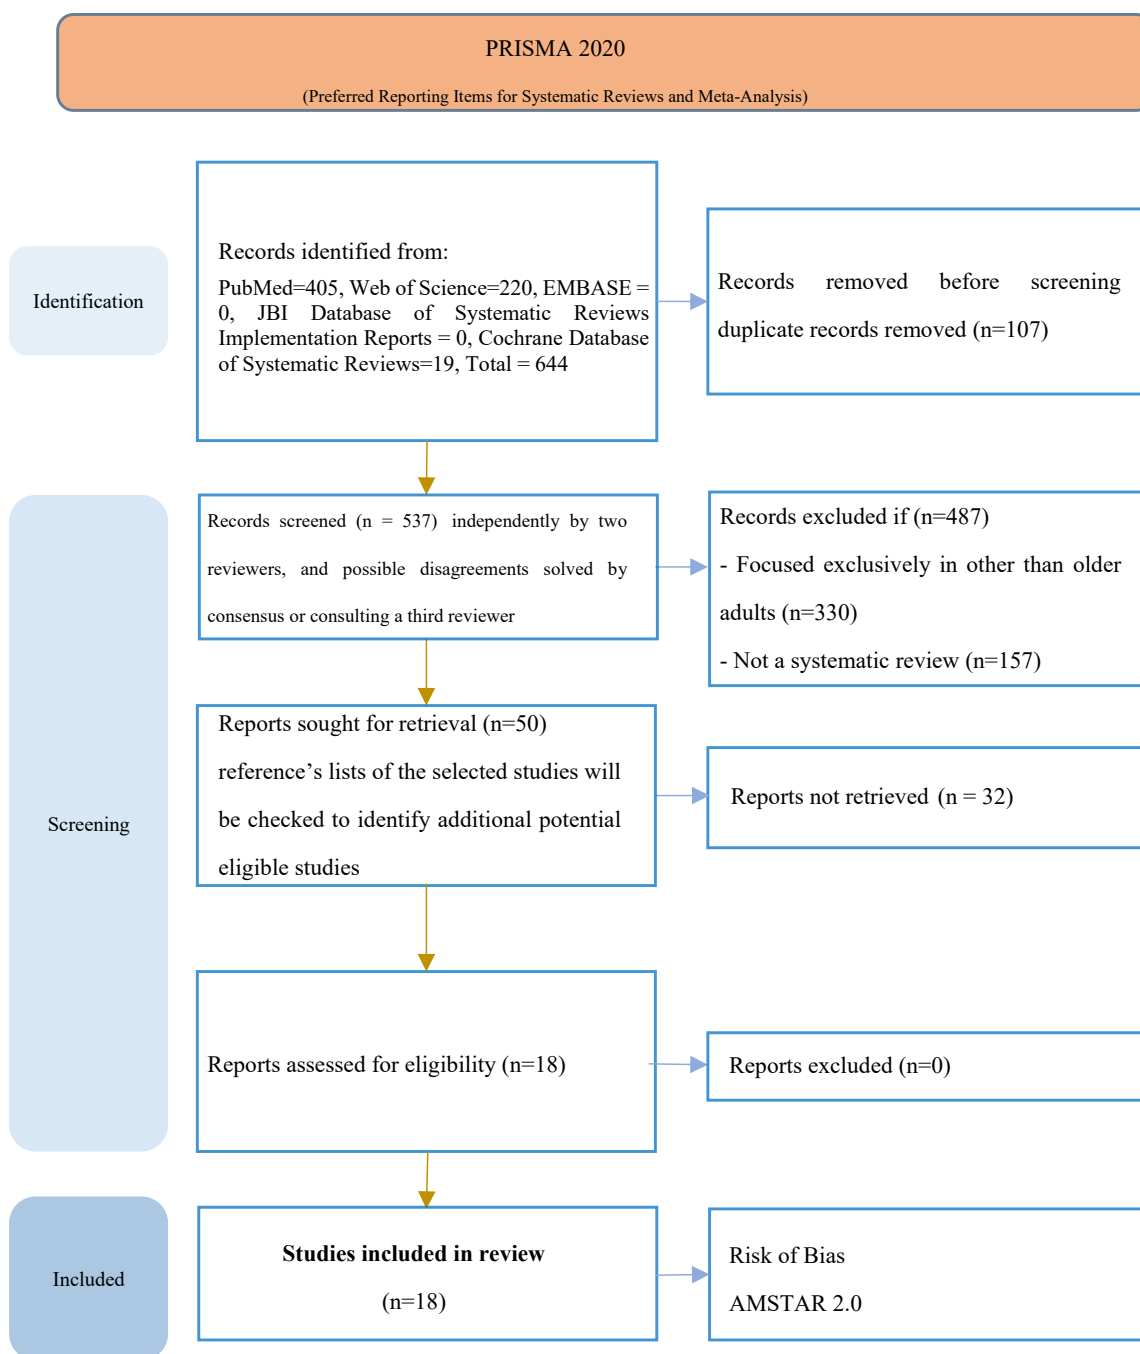 PRISMA 2020
(Preferred Reporting Items for Systematic Reviews and Meta-Analysis)
Identification
Records identified from:
PubMed=405, Web of Science=220, EMBASE =
0, JBI Database of Systematic Reviews
Implementation Reports = 0, Cochrane Database
of Systematic Reviews=19, Total = 644
Records removed before screening
duplicate records removed (n=107)
Screening
Records screened (n = 537) independently by two
reviewers, and possible disagreements solved by
consensus or consulting a third reviewer
Records excluded if (n=487)
- Focused exclusively in other than older
adults (n=330)
- Not a systematic review (n=157)
Reports sought for retrieval (n=50)
reference’s lists of the selected studies will
be checked to identify additional potential
eligible studies
Reports not retrieved (n = 32)
Reports assessed for eligibility (n=18)
Reports excluded (n=0)
Included
Studies included in review
(n=18)
Risk of Bias
AMSTAR 2.0